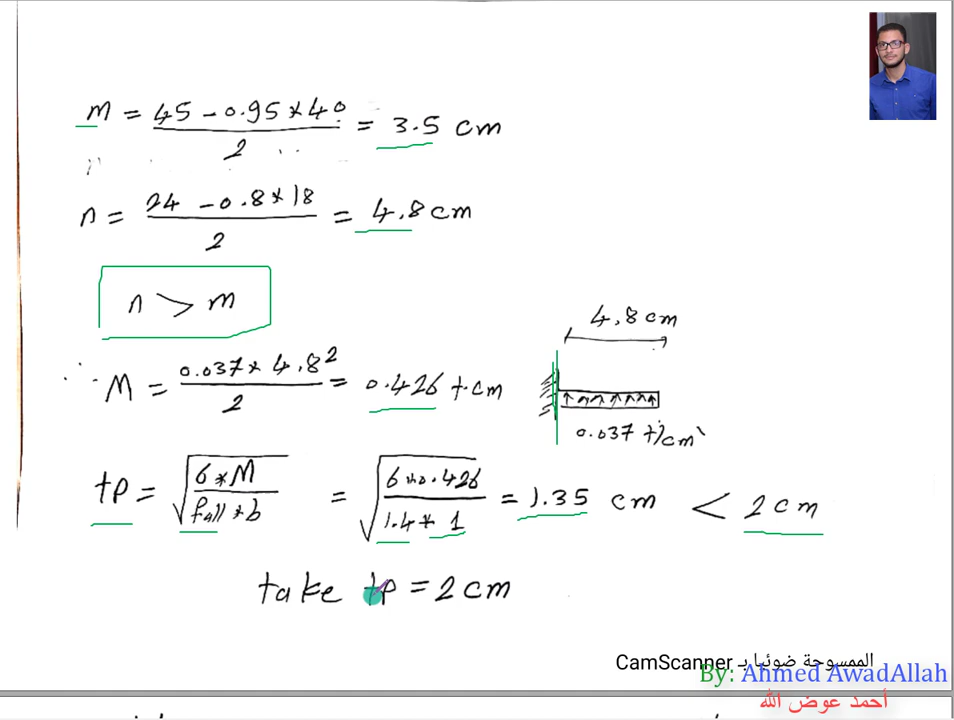 m = 45 - 0.95 * 40 / 2 = 3.5 cm
n = 24 - 0.8 * 18 / 2 = 4.8 cm
n > m
4.8 cm
∴ M = 0.037 * 4.8² / 2 = 0.426 t.cm
0.037 t/cm`
tp = √(6 * M / Fall * b) = √(6 * 0.426 / 1.4 * 1) = 1.35 cm < 2 cm
take tp = 2 cm
الممسوحة ضوئيا بـ CamScanner
By: Ahmed AwadAllah
أحمد عوض الله